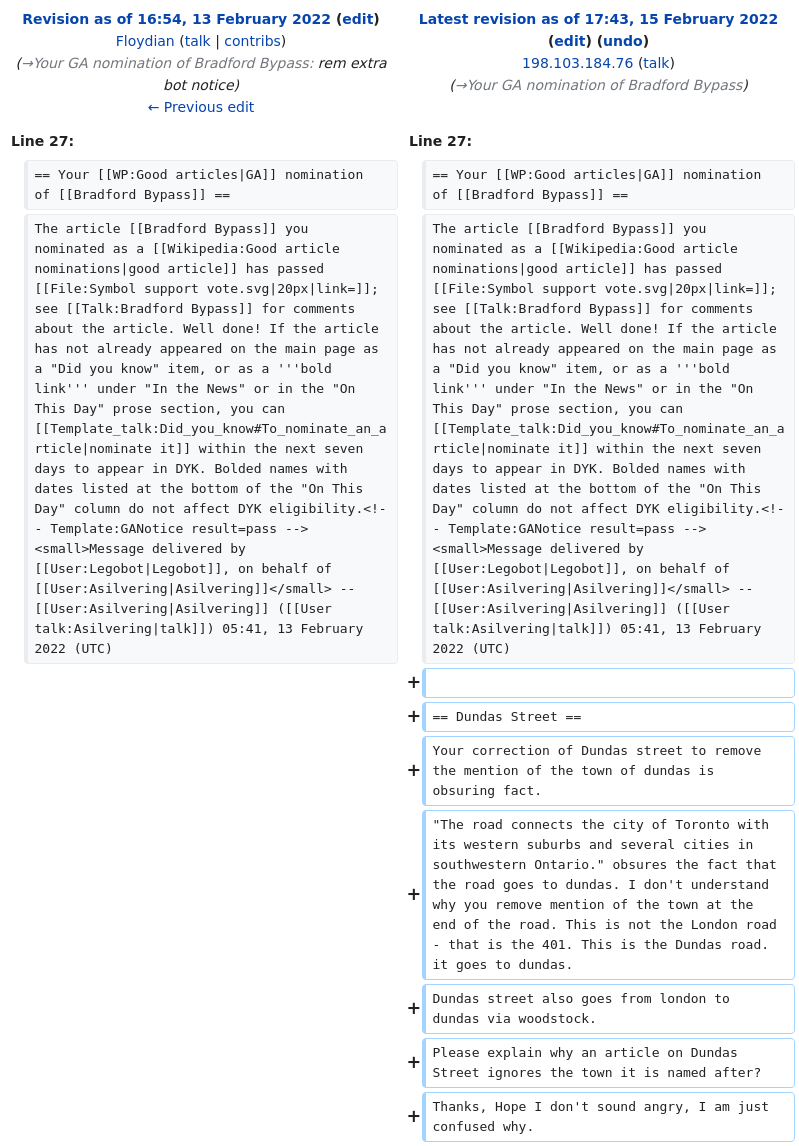 Revision as of 16:54, 13 February 2022 (edit)
Floydian (talk | contribs)
(→Your GA nomination of Bradford Bypass: rem extra
bot notice)
← Previous edit
Latest revision as of 17:43, 15 February 2022
(edit) (undo)
198.103.184.76 (talk)
(→Your GA nomination of Bradford Bypass)
Line 27:
Line 27:
== Your [[WP:Good articles|GA]] nomination
of [[Bradford Bypass]] ==
== Your [[WP:Good articles|GA]] nomination
of [[Bradford Bypass]] ==
The article [[Bradford Bypass]] you
nominated as a [[Wikipedia:Good article
nominations|good article]] has passed
[[File:Symbol support vote.svg|20px|link=]];
see [[Talk:Bradford Bypass]] for comments
about the article. Well done! If the article
has not already appeared on the main page as
a "Did you know" item, or as a '''bold
link''' under "In the News" or in the "On
This Day" prose section, you can
[[Template_talk:Did_you_know#To_nominate_an_a
rticle|nominate it]] within the next seven
days to appear in DYK. Bolded names with
dates listed at the bottom of the "On This
Day" column do not affect DYK eligibility.<!-
- Template:GANotice result=pass -->
<small>Message delivered by
[[User:Legobot|Legobot]], on behalf of
[[User:Asilvering|Asilvering]]</small> --
[[User:Asilvering|Asilvering]] ([[User
talk:Asilvering|talk]]) 05:41, 13 February
2022 (UTC)
The article [[Bradford Bypass]] you
nominated as a [[Wikipedia:Good article
nominations|good article]] has passed
[[File:Symbol support vote.svg|20px|link=]];
see [[Talk:Bradford Bypass]] for comments
about the article. Well done! If the article
has not already appeared on the main page as
a "Did you know" item, or as a '''bold
link''' under "In the News" or in the "On
This Day" prose section, you can
[[Template_talk:Did_you_know#To_nominate_an_a
rticle|nominate it]] within the next seven
days to appear in DYK. Bolded names with
dates listed at the bottom of the "On This
Day" column do not affect DYK eligibility.<!-
- Template:GANotice result=pass -->
<small>Message delivered by
[[User:Legobot|Legobot]], on behalf of
[[User:Asilvering|Asilvering]]</small> --
[[User:Asilvering|Asilvering]] ([[User
talk:Asilvering|talk]]) 05:41, 13 February
2022 (UTC)
+
+ == Dundas Street ==
+ Your correction of Dundas street to remove
the mention of the town of dundas is
obsuring fact.
+ "The road connects the city of Toronto with
its western suburbs and several cities in
southwestern Ontario." obsures the fact that
the road goes to dundas. I don't understand
why you remove mention of the town at the
end of the road. This is not the London road
- that is the 401. This is the Dundas road.
it goes to dundas.
+ Dundas street also goes from london to
dundas via woodstock.
+ Please explain why an article on Dundas
Street ignores the town it is named after?
+ Thanks, Hope I don't sound angry, I am just
confused why.